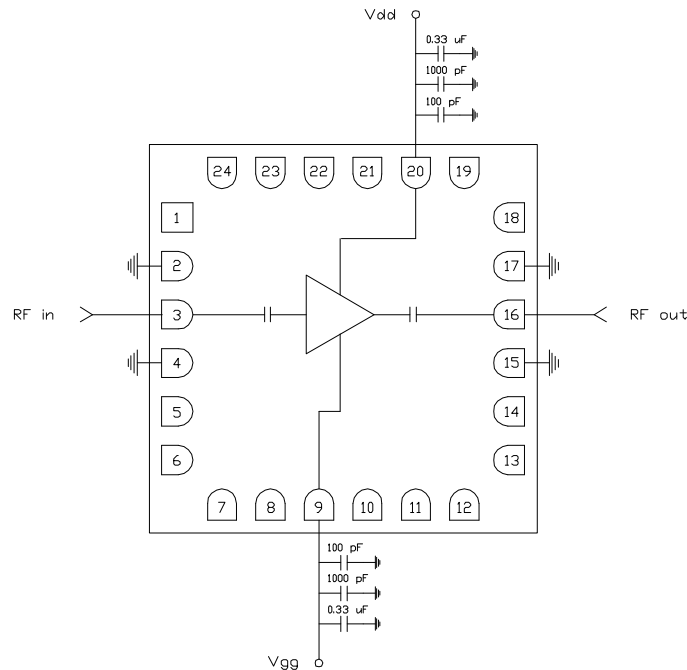 Vdd
0.33 uF
1000 pF
100 pF
24 23 22 21 20 19
1 18
2 17
RF in 3 16 RF out
4 15
5 14
6 13
7 8 9 10 11 12
100 pF
1000 pF
0.33 uF
Vgg